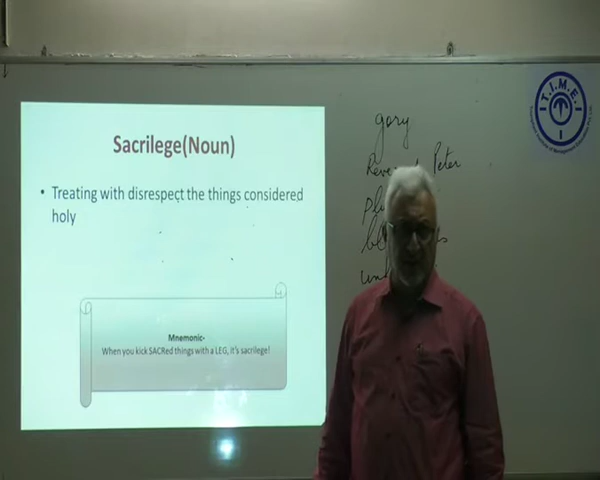 Sacrilege(Noun)
• Treating with disrespect the things considered
holy
Mnemonic-
When you kick SACRed things with a LEG, it's sacrilege!
gory
Peter
I.T.I.M.E.I